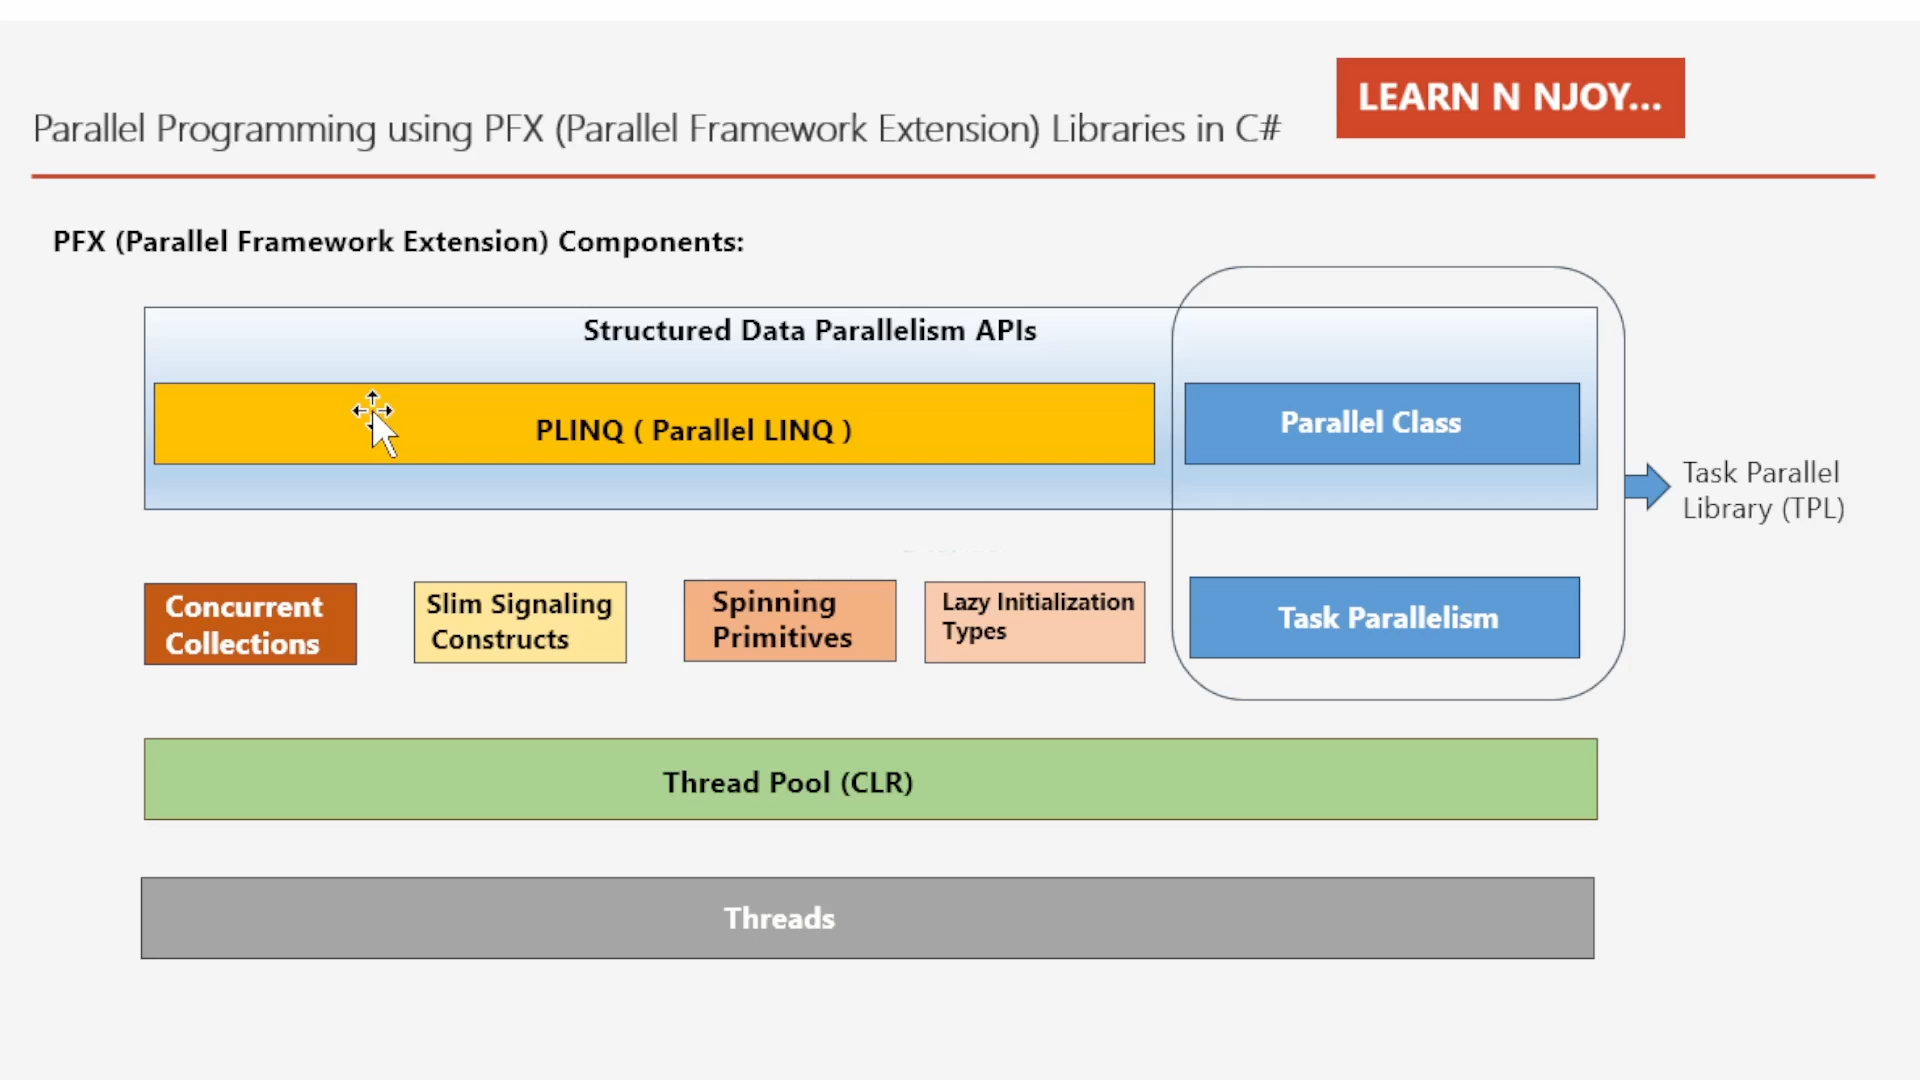 LEARN N NJOY...
Parallel Programming using PFX (Parallel Framework Extension) Libraries in C#
PFX (Parallel Framework Extension) Components:
Structured Data Parallelism APIs
PLINQ ( Parallel LINQ )
Parallel Class
Task Parallel
Library (TPL)
Concurrent
Collections
Slim Signaling
Constructs
Spinning
Primitives
Lazy Initialization
Types
Task Parallelism
Thread Pool (CLR)
Threads